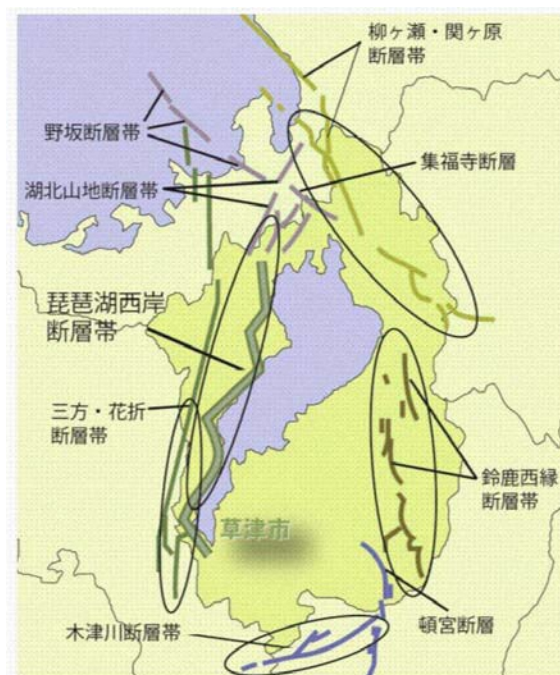 柳ヶ瀬・関ヶ原
断層帯
野坂断層帯
集福寺断層
湖北山地断層帯
琵琶湖西岸
断層帯
三方・花折
断層帯
鈴鹿西縁
断層帯
草津市
頓宮断層
木津川断層帯